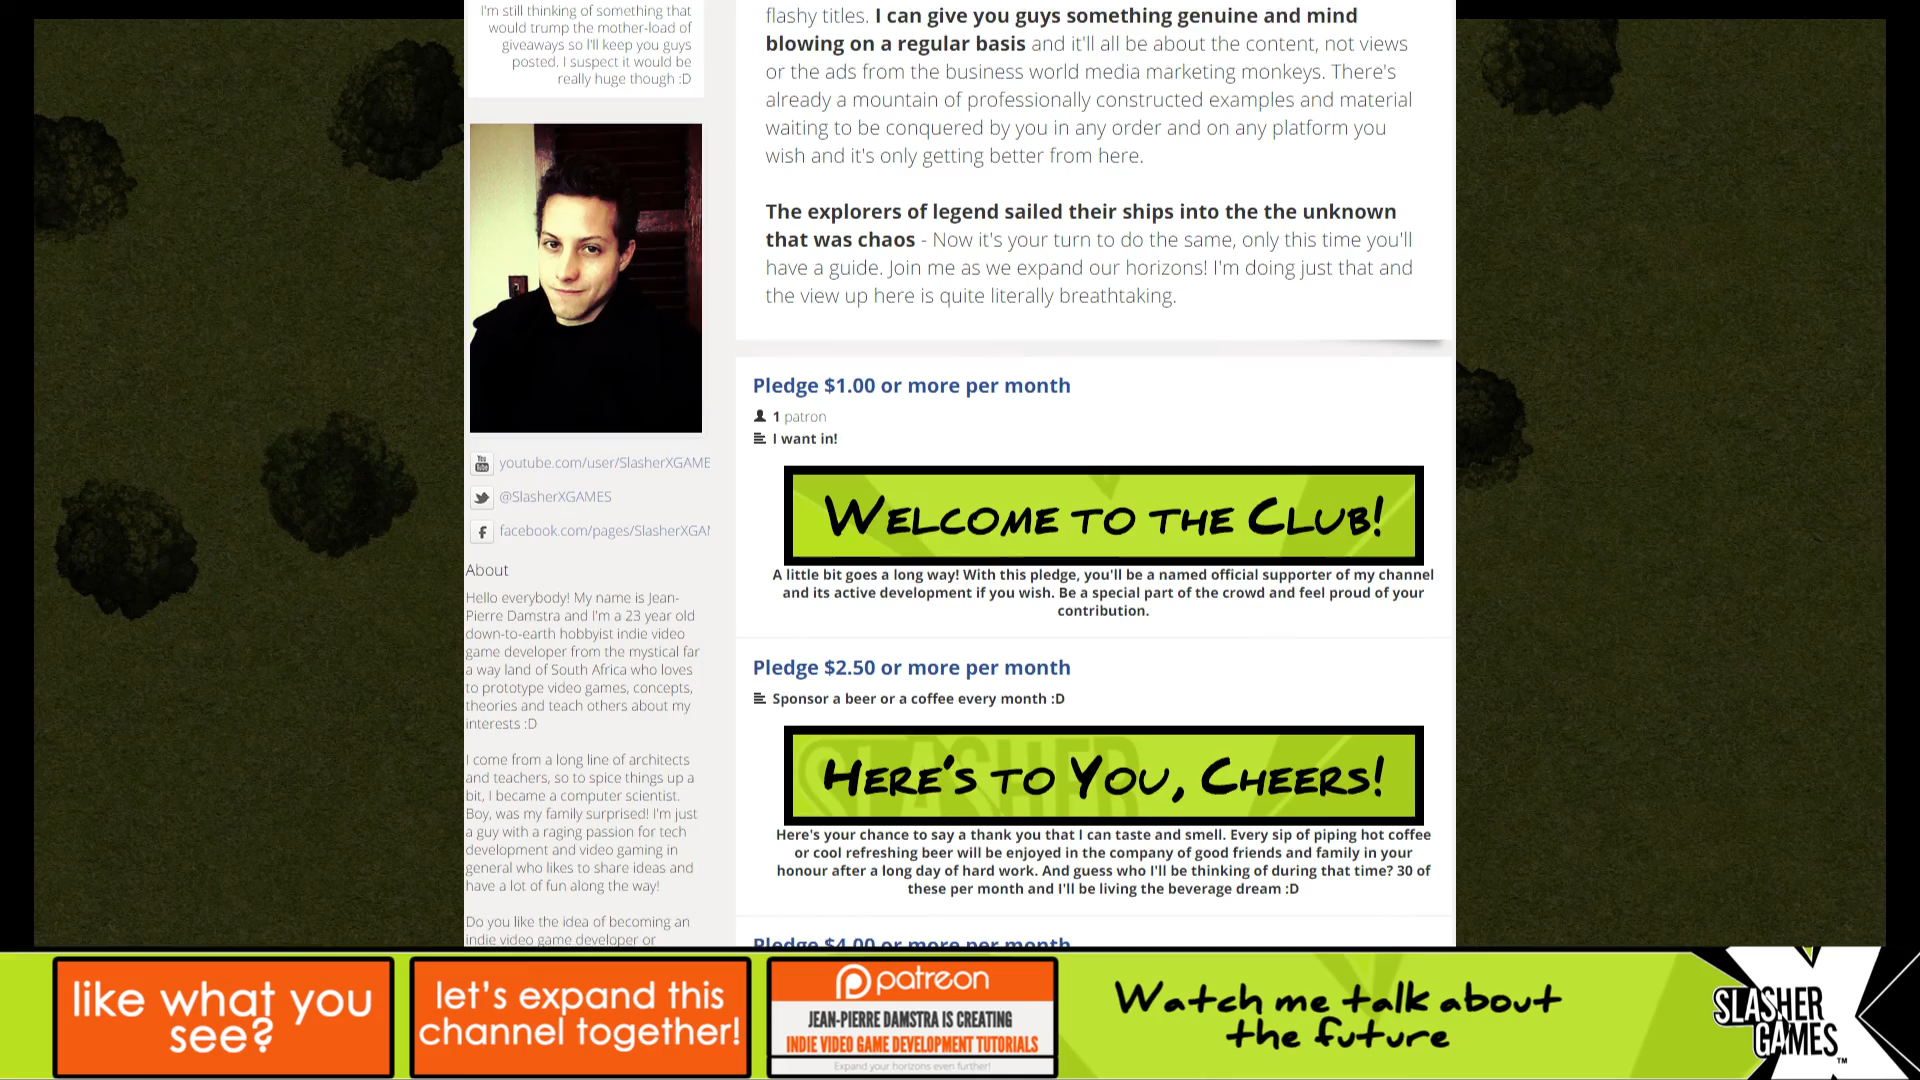 I'm still thinking of something that
would trump the mother-load of
giveaways so I'll keep you guys
posted. I suspect it would be
really huge though :D
youtube.com/user/SlasherXGAME
@SlasherXGAMES
facebook.com/pages/SlasherXGA
About
Hello everybody! My name is Jean-
Pierre Damstra and I'm a 23 year old
down-to-earth hobbyist indie video
game developer from the mystical far
a way land of South Africa who loves
to prototype video games, concepts,
theories and teach others about my
interests :D
I come from a long line of architects
and teachers, so to spice things up a
bit, I became a computer scientist.
Boy, was my family surprised! I'm just
a guy with a raging passion for tech
development and video gaming in
general who likes to share ideas and
have a lot of fun along the way!
Do you like the idea of becoming an
indie video game developer or
flashy titles. I can give you guys something genuine and mind
blowing on a regular basis and it'll all be about the content, not views
or the ads from the business world media marketing monkeys. There's
already a mountain of professionally constructed examples and material
waiting to be conquered by you in any order and on any platform you
wish and it's only getting better from here.
The explorers of legend sailed their ships into the the unknown
that was chaos - Now it's your turn to do the same, only this time you'll
have a guide. Join me as we expand our horizons! I'm doing just that and
the view up here is quite literally breathtaking.
Pledge $1.00 or more per month
1 patron
I want in!
WELCOME TO THE CLUB!
A little bit goes a long way! With this pledge, you'll be a named official supporter of my channel
and its active development if you wish. Be a special part of the crowd and feel proud of your
contribution.
Pledge $2.50 or more per month
Sponsor a beer or a coffee every month :D
SLASHER
HERE'S TO YOU, CHEERS!
Here's your chance to say a thank you that I can taste and smell. Every sip of piping hot coffee
or cool refreshing beer will be enjoyed in the company of good friends and family in your
honour after a long day of hard work. And guess who I'll be thinking of during that time? 30 of
these per month and I'll be living the beverage dream :D
Pledge $4.00 or more per month
like what you
see?
let's expand this
channel together!
patreon
JEAN-PIERRE DAMSTRA IS CREATING
INDIE VIDEO GAME DEVELOPMENT TUTORIALS
Expand your horizons even further!
Watch me talk about
the future
SLASHER
GAMES
TM